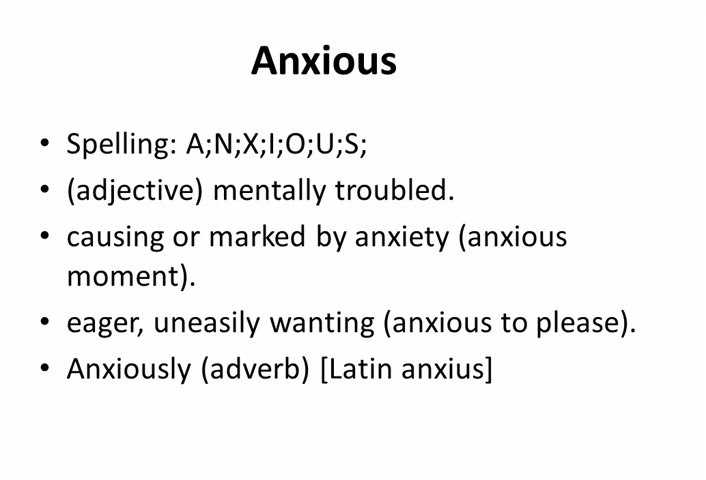 Anxious
• Spelling: A;N;X;I;O;U;S;
• (adjective) mentally troubled.
• causing or marked by anxiety (anxious
moment).
• eager, uneasily wanting (anxious to please).
• Anxiously (adverb) [Latin anxius]